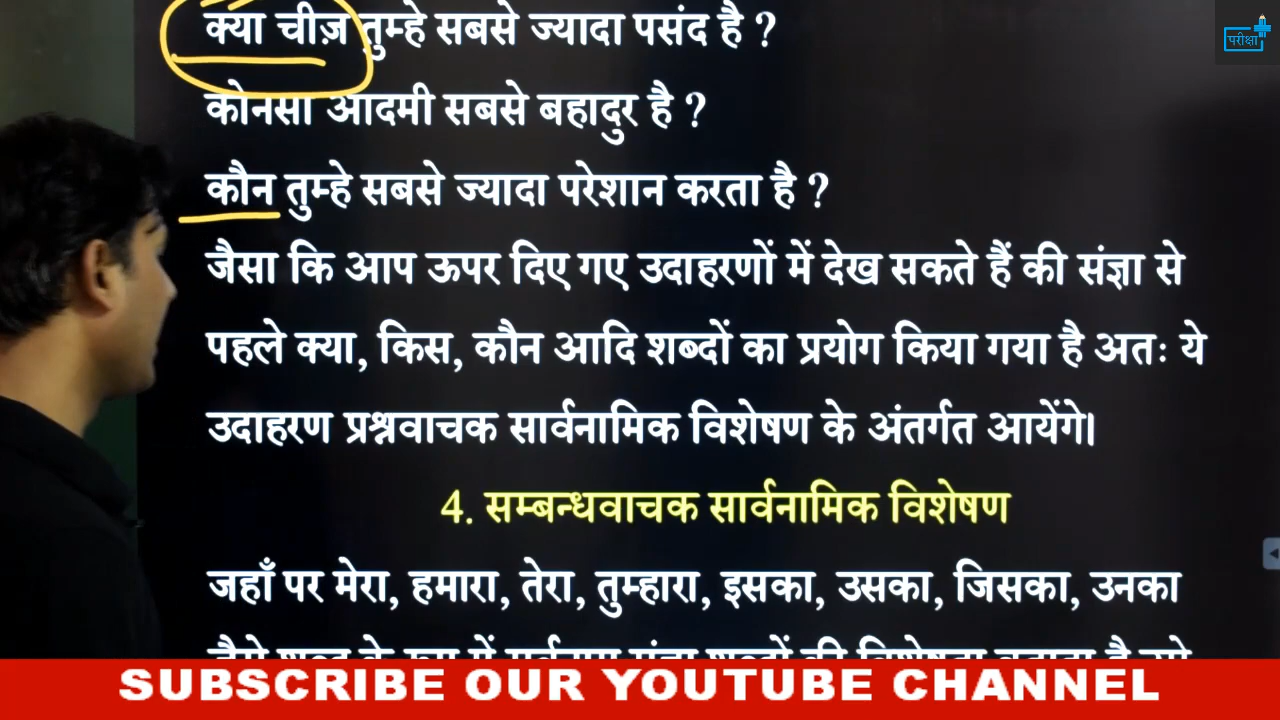 परीक्षा
क्या चीज़ तुम्हे सबसे ज्यादा पसंद है ?
कोनसा आदमी सबसे बहादुर है ?
कौन तुम्हे सबसे ज्यादा परेशान करता है ?
जैसा कि आप ऊपर दिए गए उदाहरणों में देख सकते हैं की संज्ञा से
पहले क्या, किस, कौन आदि शब्दों का प्रयोग किया गया है अतः ये
उदाहरण प्रश्नवाचक सार्वनामिक विशेषण के अंतर्गत आयेंगे।
4. सम्बन्धवाचक सार्वनामिक विशेषण
जहाँ पर मेरा, हमारा, तेरा, तुम्हारा, इसका, उसका, जिसका, उनका
SUBSCRIBE OUR YOUTUBE CHANNEL